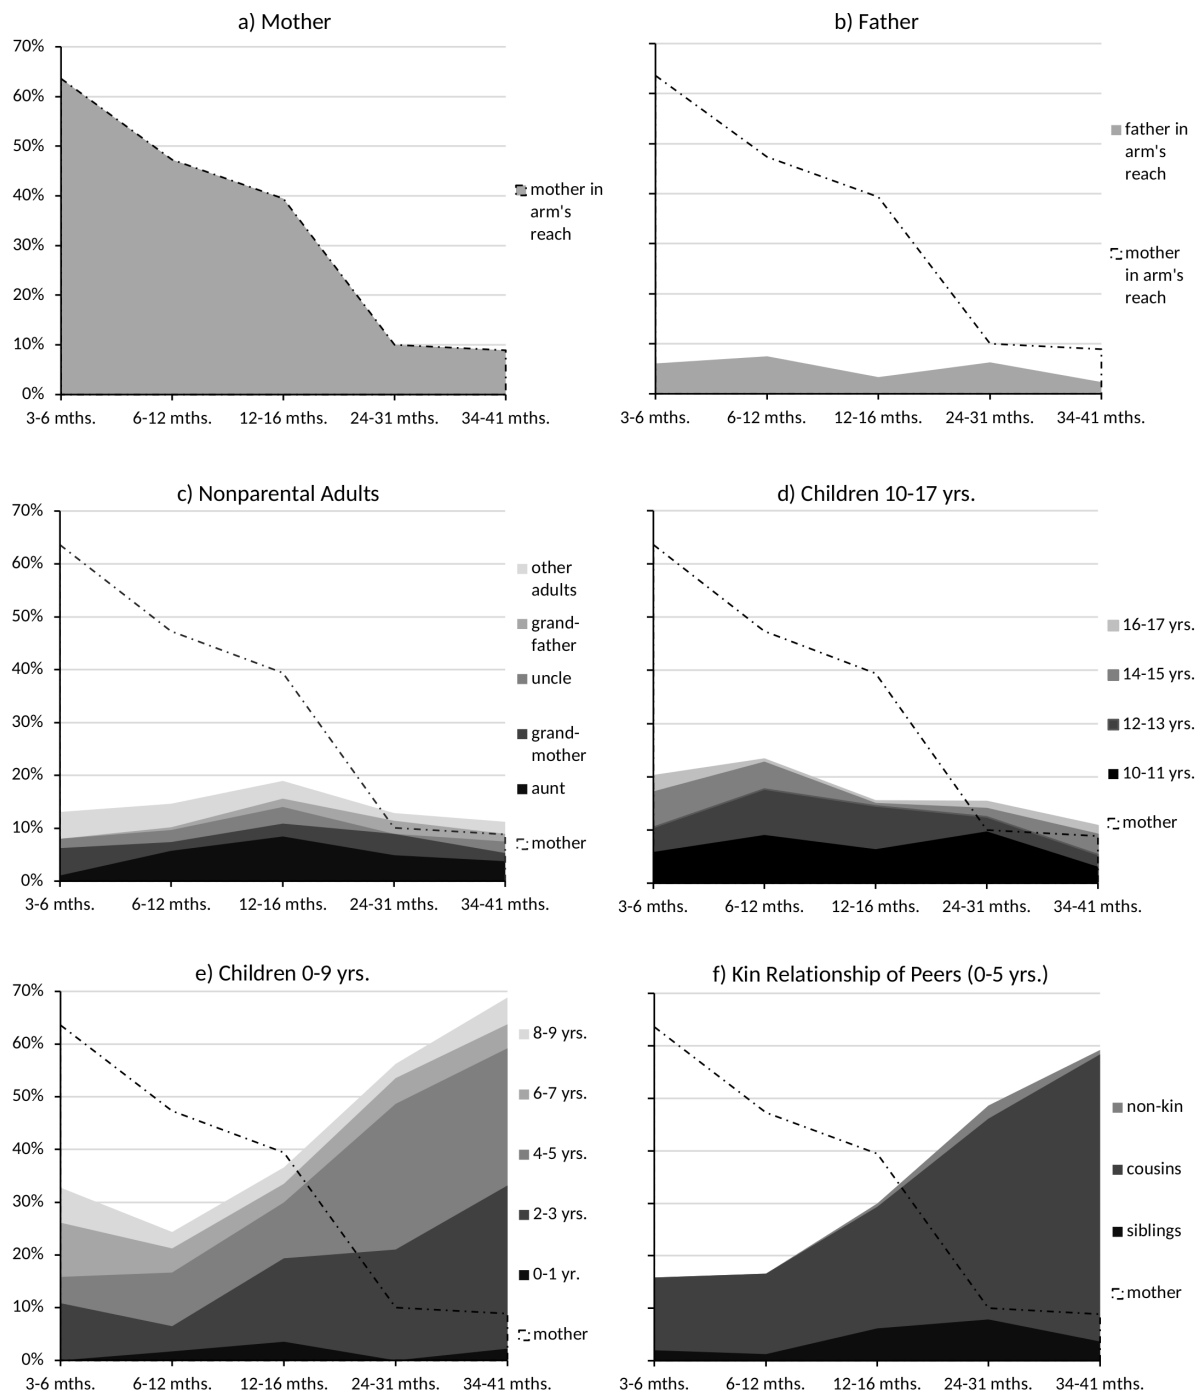 a) Mother
70%
60%
50%
40%
30%
20%
10%
0%
3-6 mths.
6-12 mths.
12-16 mths.
24-31 mths.
34-41 mths.
mother in
arm's
reach
b) Father
3-6 mths.
6-12 mths.
12-16 mths.
24-31 mths.
34-41 mths.
father in
arm's
reach
mother
in arm's
reach
c) Nonparental Adults
70%
60%
50%
40%
30%
20%
10%
0%
3-6 mths.
6-12 mths.
12-16 mths.
24-31 mths.
34-41 mths.
other
adults
grand-
father
uncle
grand-
mother
aunt
mother
d) Children 10-17 yrs.
3-6 mths.
6-12 mths.
12-16 mths.
24-31 mths.
34-41 mths.
16-17 yrs.
14-15 yrs.
12-13 yrs.
10-11 yrs.
mother
e) Children 0-9 yrs.
70%
60%
50%
40%
30%
20%
10%
0%
3-6 mths.
6-12 mths.
12-16 mths.
24-31 mths.
34-41 mths.
8-9 yrs.
6-7 yrs.
4-5 yrs.
2-3 yrs.
0-1 yr.
mother
f) Kin Relationship of Peers (0-5 yrs.)
3-6 mths.
6-12 mths.
12-16 mths.
24-31 mths.
34-41 mths.
non-kin
cousins
siblings
mother